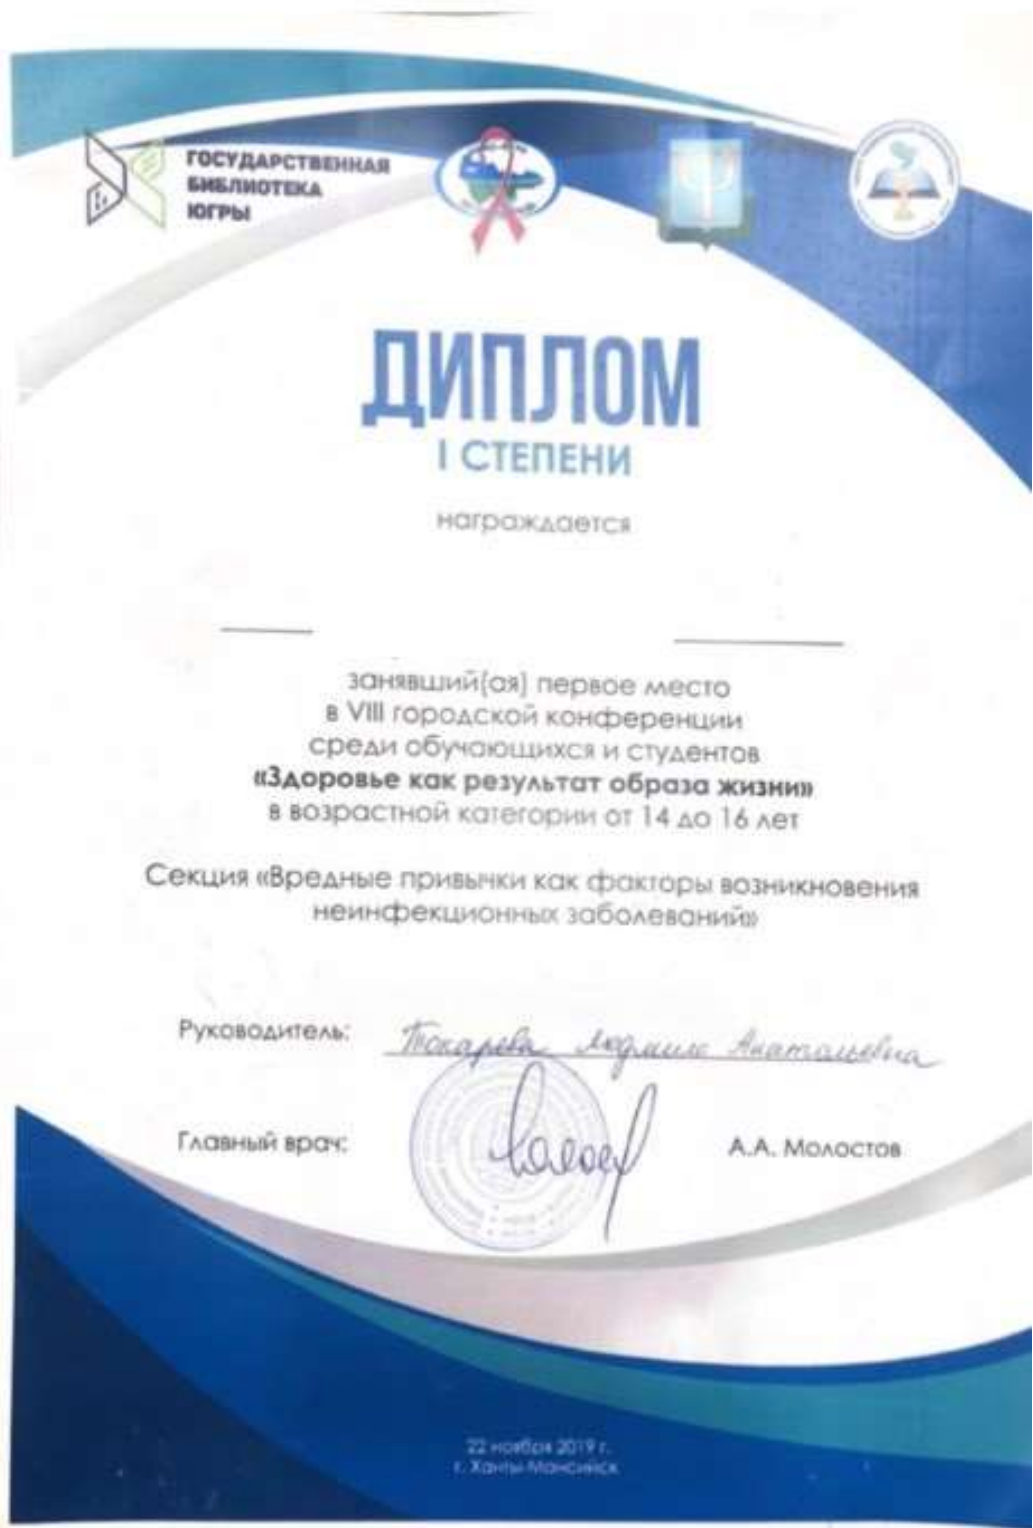 ГОСУДАРСТВЕННАЯ
БИБЛИОТЕКА
ЮГРЫ
ДИПЛОМ
I СТЕПЕНИ
награждается
занявший(ая) первое место
в VIII городской конференции
среди обучающихся и студентов
«Здоровье как результат образа жизни»
в возрастной категории от 14 до 16 лет
Секция «Вредные привычки как факторы возникновения
неинфекционных заболеваний»
Руководитель: Токарева Людмила Анатольевна
Главный врач: А.А. Молостов
22 ноября 2019 г.
г. Ханты-Мансийск